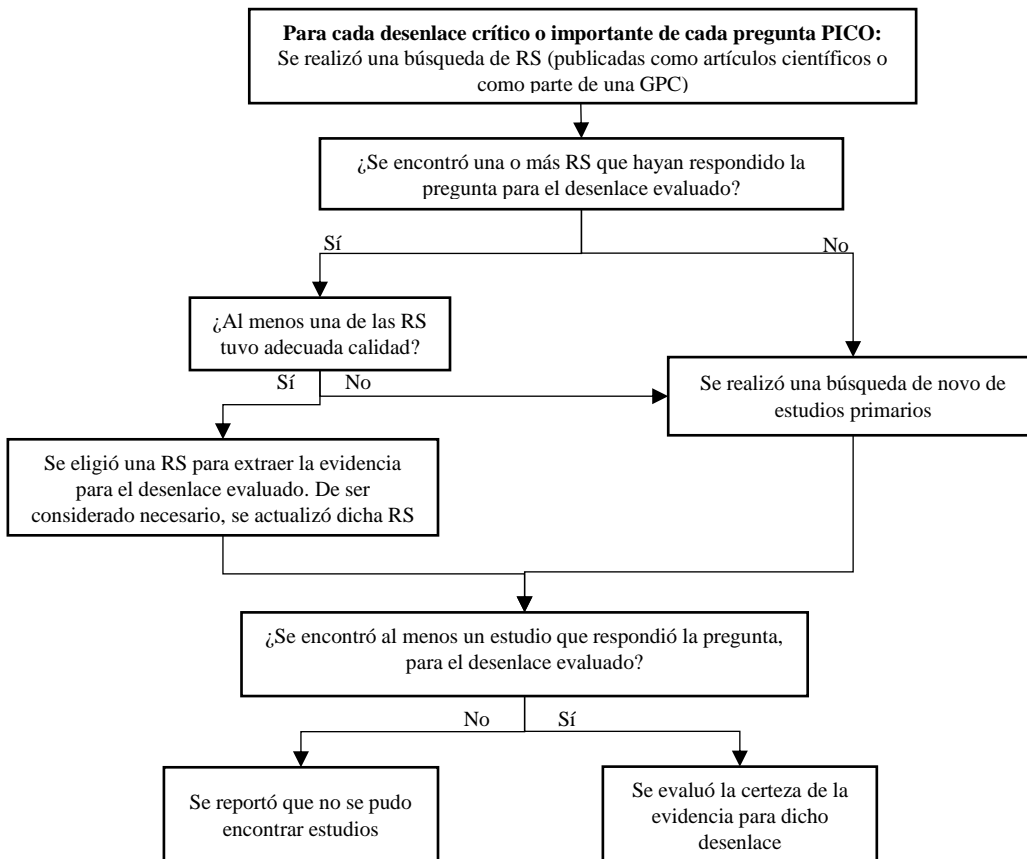 Para cada desenlace crítico o importante de cada pregunta PICO:
Se realizó una búsqueda de RS (publicadas como artículos científicos o
como parte de una GPC)
¿Se encontró una o más RS que hayan respondido la
pregunta para el desenlace evaluado?
Sí
No
¿Al menos una de las RS
tuvo adecuada calidad?
Sí
No
Se realizó una búsqueda de novo de
estudios primarios
Se eligió una RS para extraer la evidencia
para el desenlace evaluado. De ser
considerado necesario, se actualizó dicha RS
¿Se encontró al menos un estudio que respondió la pregunta,
para el desenlace evaluado?
No
Sí
Se reportó que no se pudo
encontrar estudios
Se evaluó la certeza de la
evidencia para dicho
desenlace